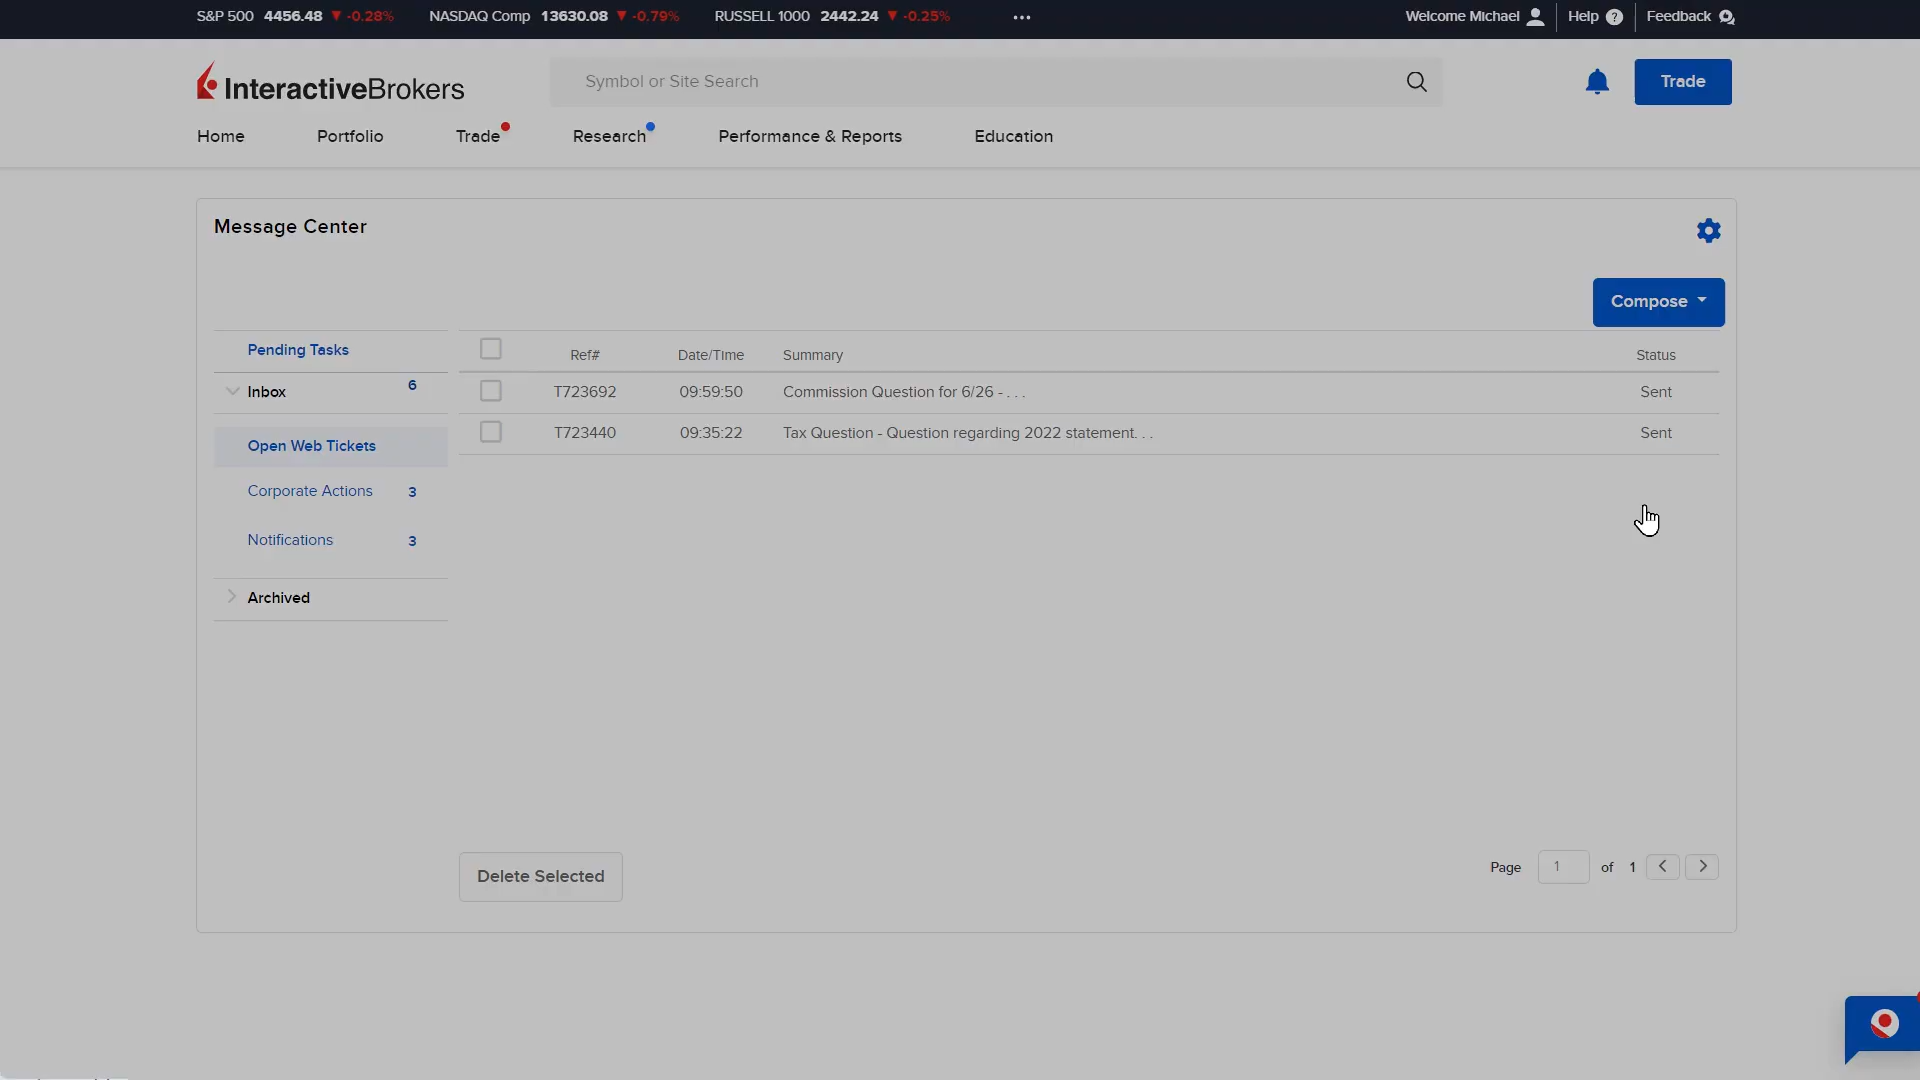 S&P 500 4456.48 ▼ -0.28% NASDAQ Comp 13630.08 ▼ -0.79% RUSSELL 1000 2442.24 ▼ -0.25% ... Welcome Michael Help ? Feedback
InteractiveBrokers Symbol or Site Search Trade
Home Portfolio Trade Research Performance & Reports Education
Message Center
Compose
Pending Tasks Ref# Date/Time Summary Status
Inbox 6 T723692 09:59:50 Commission Question for 6/26 - . . . Sent
Open Web Tickets T723440 09:35:22 Tax Question - Question regarding 2022 statement. . . Sent
Corporate Actions 3
Notifications 3
Archived
Delete Selected Page 1 of 1